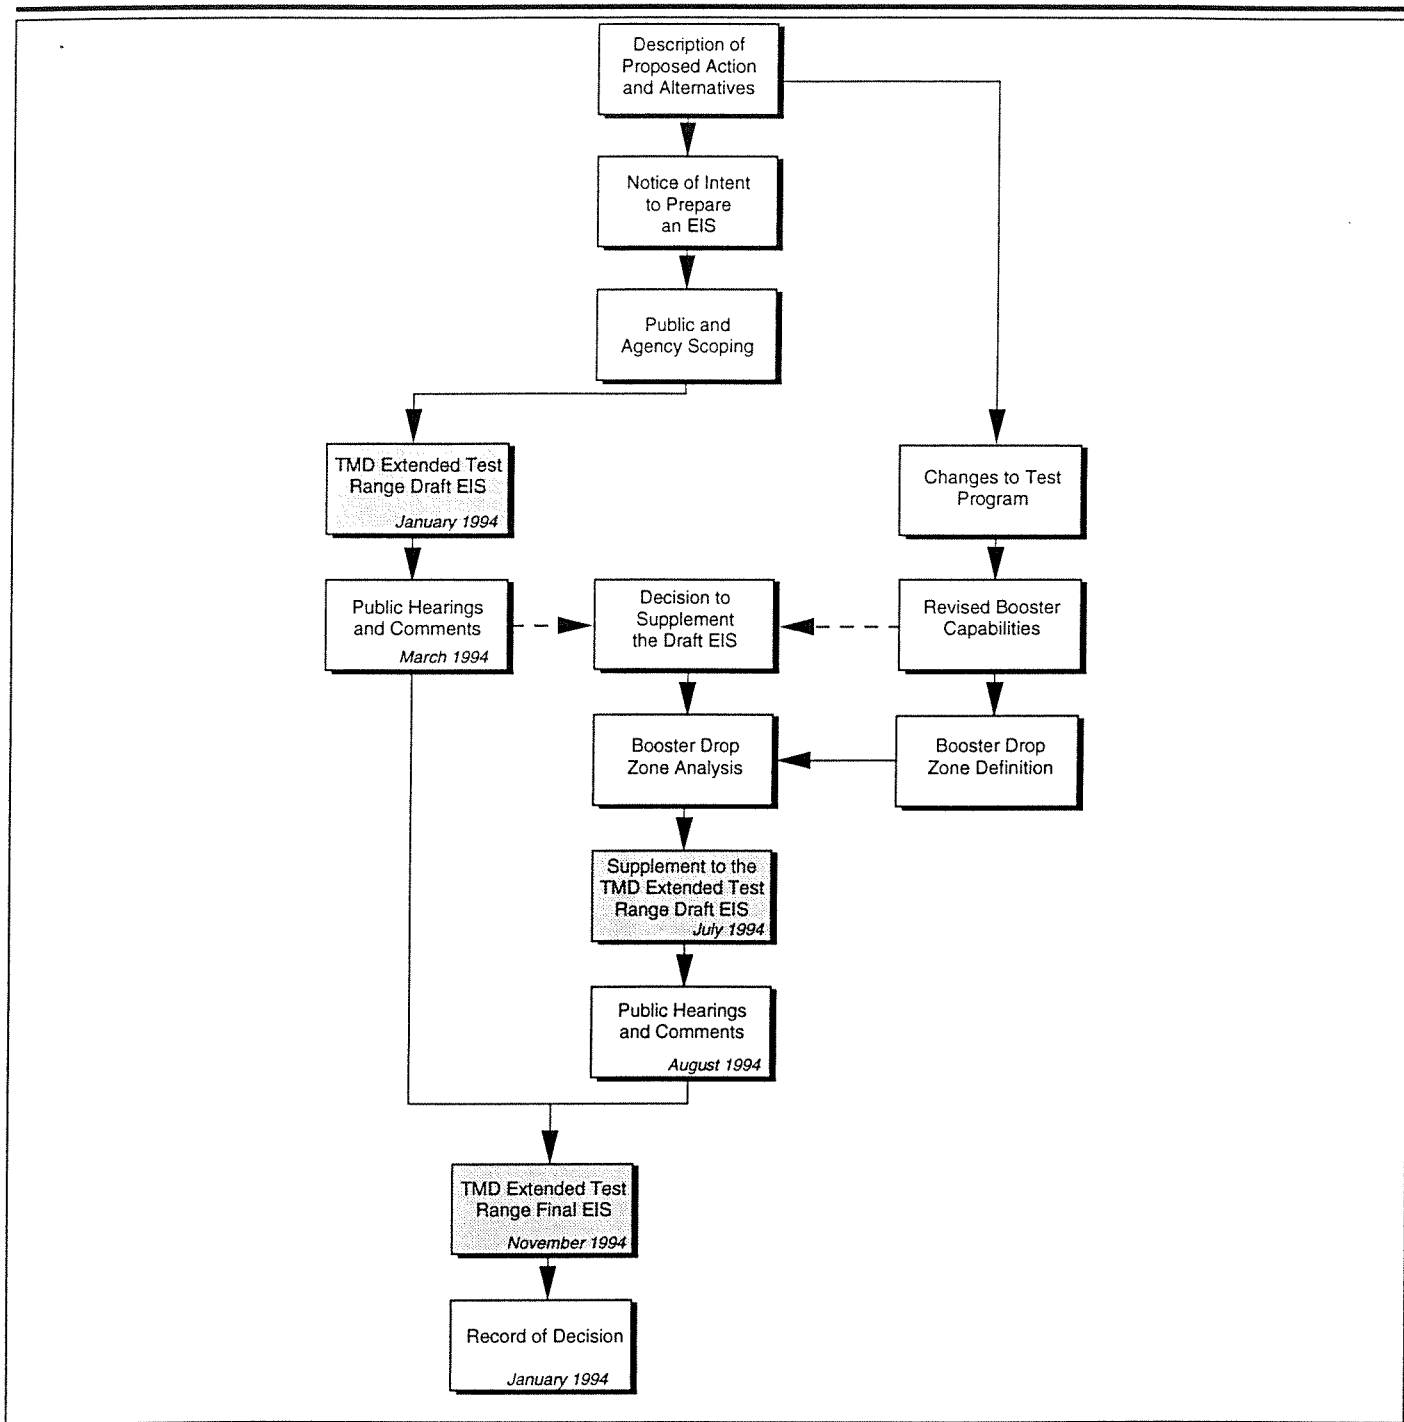 Description of
Proposed Action
and Alternatives
Notice of Intent
to Prepare
an EIS
Public and
Agency Scoping
TMD Extended Test
Range Draft EIS
January 1994
Changes to Test
Program
Public Hearings
and Comments
March 1994
Decision to
Supplement
the Draft EIS
Revised Booster
Capabilities
Booster Drop
Zone Analysis
Booster Drop
Zone Definition
Supplement to the
TMD Extended Test
Range Draft EIS
July 1994
Public Hearings
and Comments
August 1994
TMD Extended Test
Range Final EIS
November 1994
Record of Decision
January 1994